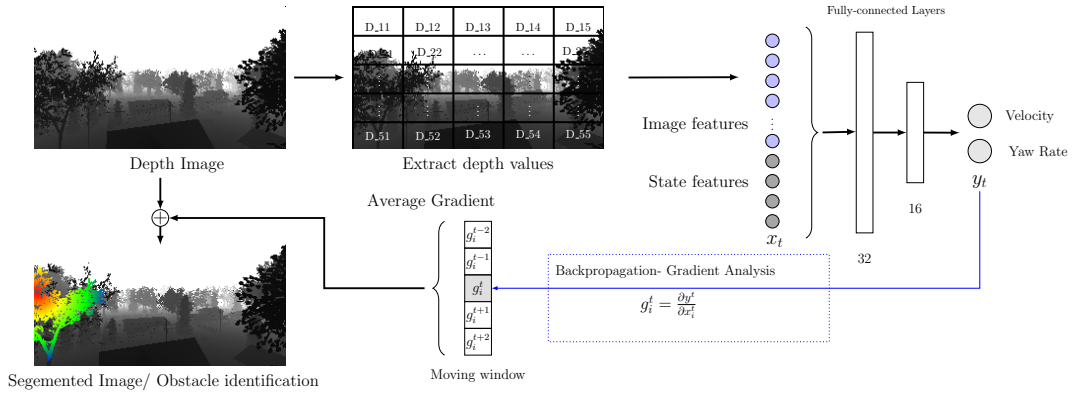 Fully-connected Layers
D_11 D_12 D_13 D_14 D_15
D_22 ... ...
D_51 D_52 D_53 D_54 D_55
Depth Image
Extract depth values
Image features
State features
x_t
32
16
Velocity
Yaw Rate
y_t
Average Gradient
g_i^{t-2}
g_i^{t-1}
g_i^t
g_i^{t+1}
g_i^{t+2}
Moving window
Backpropagation- Gradient Analysis
g_i^t = ∂y^t/∂x_i^t
Segemented Image/ Obstacle identification